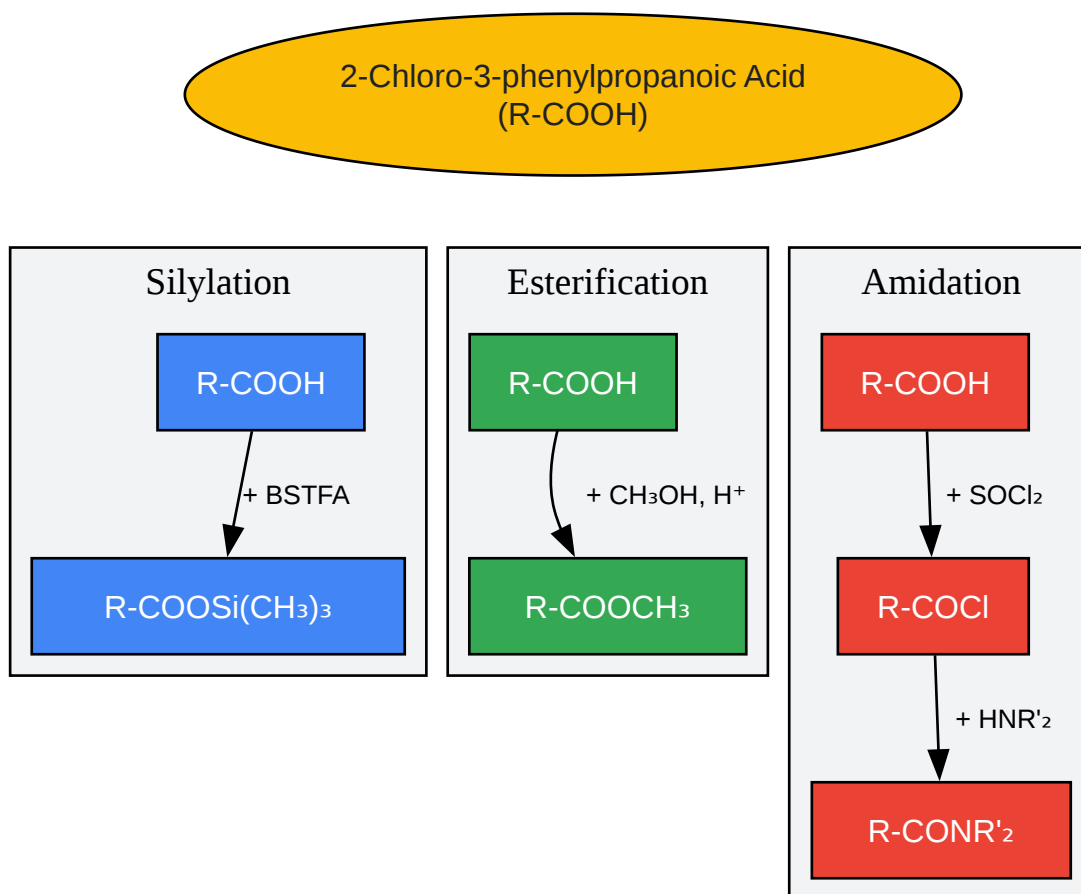 2-Chloro-3-phenylpropanoic Acid
(R-COOH)
Silylation
R-COOH
+ BSTFA
R-COOSi(CH₃)₃
Esterification
R-COOH
+ CH₃OH, H⁺
R-COOCH₃
Amidation
R-COOH
+ SOCl₂
R-COCl
+ HNR'₂
R-CONR'₂